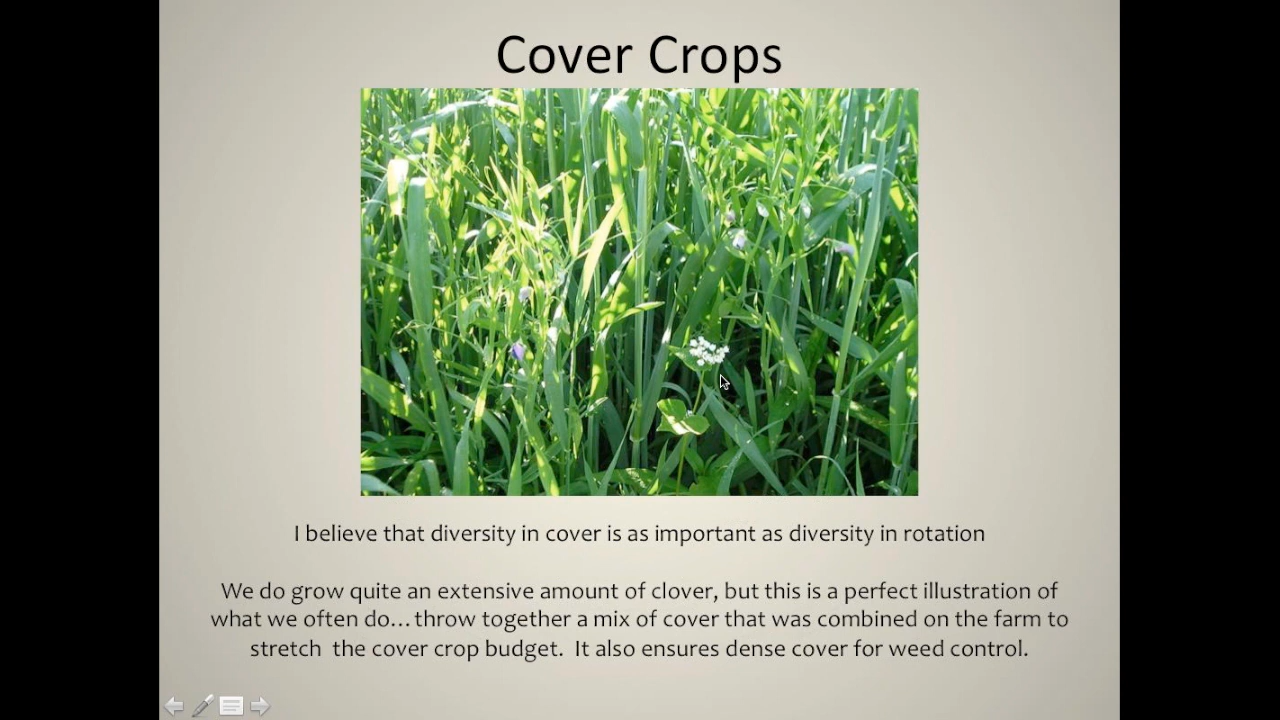 Cover Crops
I believe that diversity in cover is as important as diversity in rotation
We do grow quite an extensive amount of clover, but this is a perfect illustration of
what we often do…throw together a mix of cover that was combined on the farm to
stretch  the cover crop budget.  It also ensures dense cover for weed control.